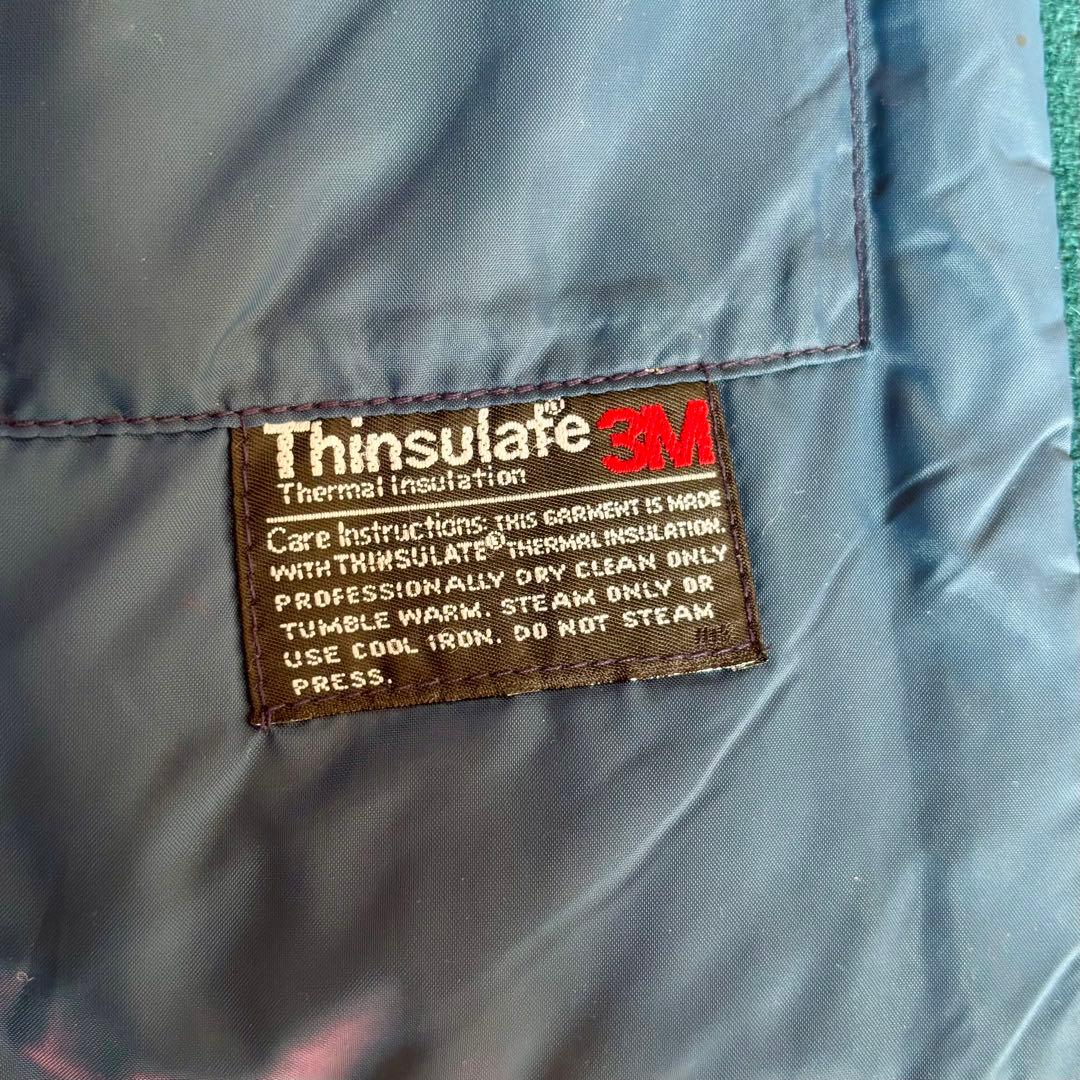 Thinsulate® 3M
Thermal Insulation
Care Instructions: THIS GARMENT IS MADE
WITH THINSULATE® THERMAL INSULATION.
PROFESSIONALLY DRY CLEAN ONLY
TUMBLE WARM. STEAM ONLY OR
USE COOL IRON. DO NOT STEAM
PRESS.